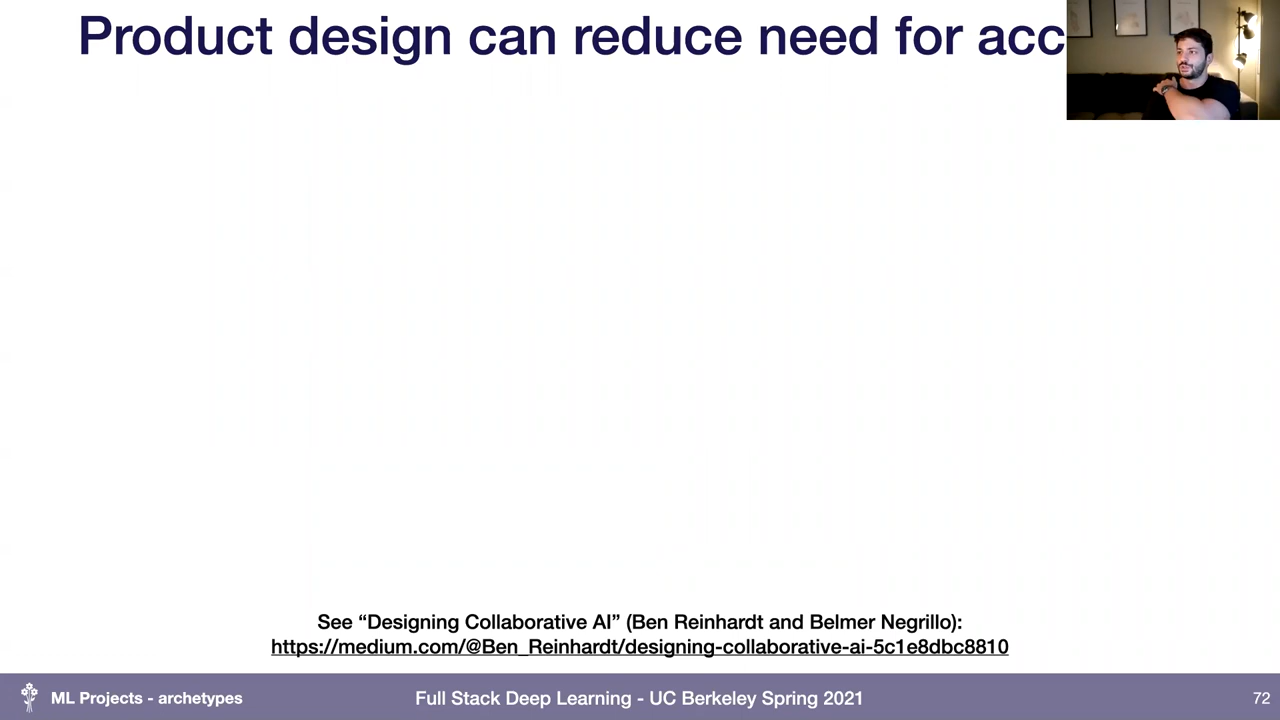 Product design can reduce need for acc
See “Designing Collaborative AI” (Ben Reinhardt and Belmer Negrillo):
https://medium.com/@Ben_Reinhardt/designing-collaborative-ai-5c1e8dbc8810
ML Projects - archetypes
Full Stack Deep Learning - UC Berkeley Spring 2021
72